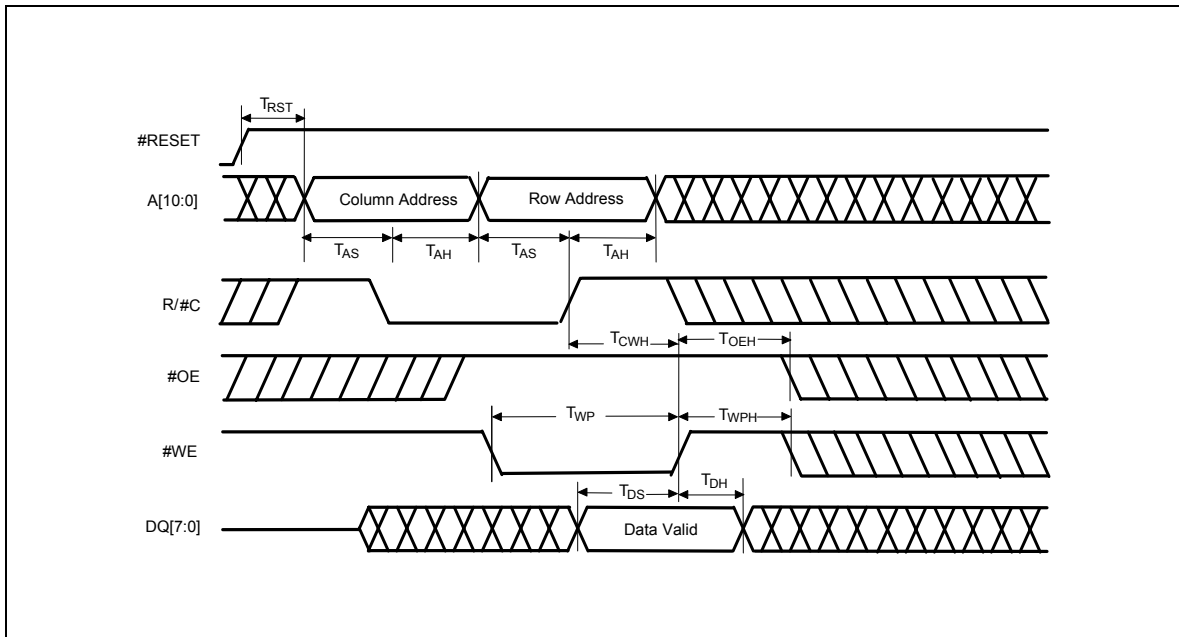 TRST
#RESET
A[10:0]
Column Address
Row Address
TAS
TAH
TAS
TAH
R/#C
TCWH
TOEH
#OE
TWP
TWPH
#WE
TDS
TDH
DQ[7:0]
Data Valid